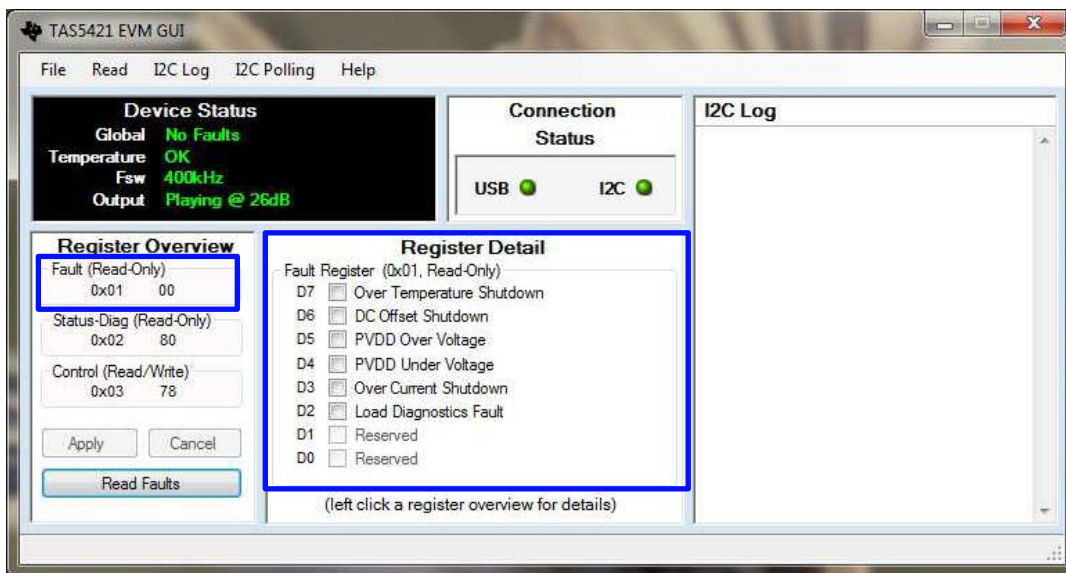 TAS5421 EVM GUI
File Read I2C Log I2C Polling Help
Device Status
Global No Faults
Temperature OK
Fsw 400kHz
Output Playing @ 26dB
Connection
Status
USB I2C
I2C Log
Register Overview
Fault (Read-Only)
0x01 00
Status-Diag (Read-Only)
0x02 80
Control (Read/Write)
0x03 78
Apply Cancel
Read Faults
Register Detail
Fault Register (0x01, Read-Only)
D7 Over Temperature Shutdown
D6 DC Offset Shutdown
D5 PVDD Over Voltage
D4 PVDD Under Voltage
D3 Over Current Shutdown
D2 Load Diagnostics Fault
D1 Reserved
D0 Reserved
(left click a register overview for details)